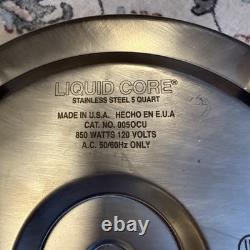 LIQUID CORE®
STAINLESS STEEL 5 QUART
MADE IN U.S.A. HECHO EN E.U.A
CAT. NO. 005OCU
850 WATTS 120 VOLTS
A.C. 50/60Hz ONLY